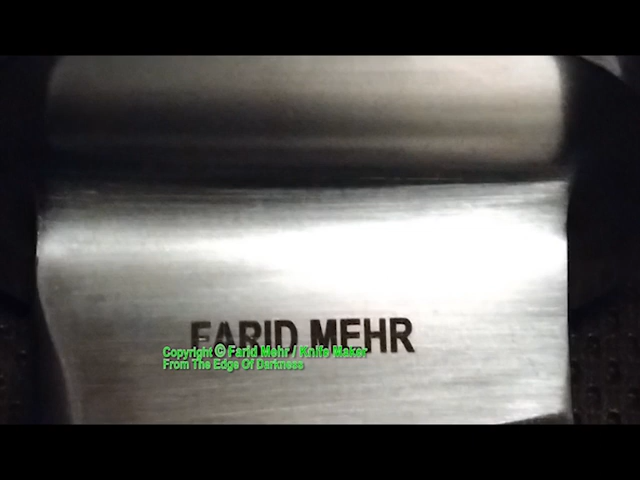 FARID MEHR
Copyright © Farid Mehr / Knife Maker
From The Edge Of Darkness